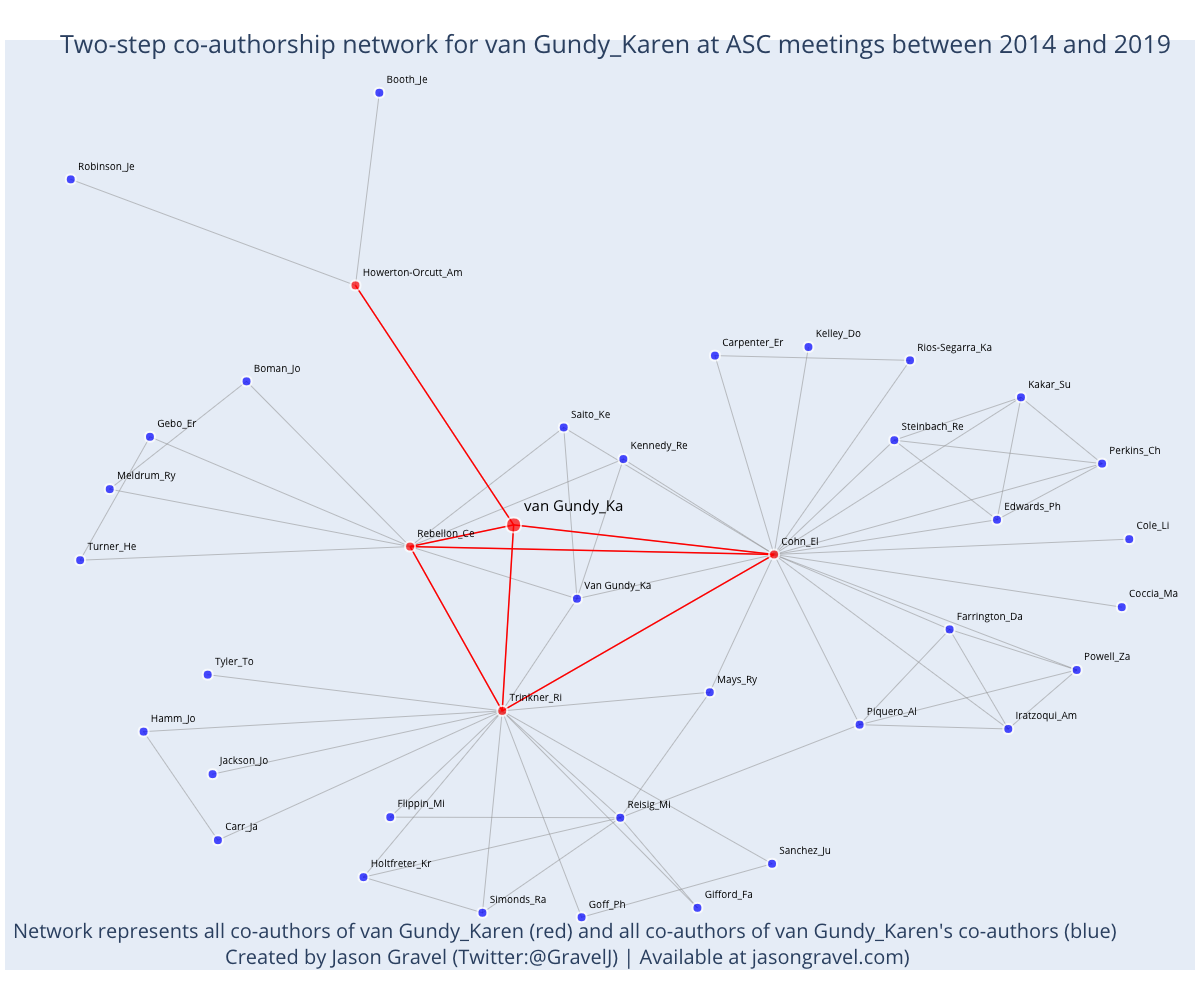 Two-step co-authorship network for van Gundy_Karen at ASC meetings between 2014 and 2019
Booth_Je
Robinson_Je
Howerton-Orcutt_Am
Kelley_Do
Carpenter_Er
Rios-Segarra_Ka
Boman_Jo
Kakar_Su
Saito_Ke
Gebo_Er
Steinbach_Re
Kennedy_Re
Perkins_Ch
Meldrum_Ry
van Gundy_Ka
Edwards_Ph
Cole_Li
Rebellon_Ce
Cohn_El
Turner_He
Van Gundy_Ka
Coccia_Ma
Farrington_Da
Powell_Za
Tyler_To
Mays_Ry
Trinkner_Ri
Piquero_Al
Iratzoqui_Am
Hamm_Jo
Jackson_Jo
Flippin_Mi
Reisig_Mi
Carr_Ja
Sanchez_Ju
Holtfreter_Kr
Gifford_Fa
Simonds_Ra
Goff_Ph
Network represents all co-authors of van Gundy_Karen (red) and all co-authors of van Gundy_Karen's co-authors (blue)
Created by Jason Gravel (Twitter:@GravelJ) | Available at jasongravel.com)